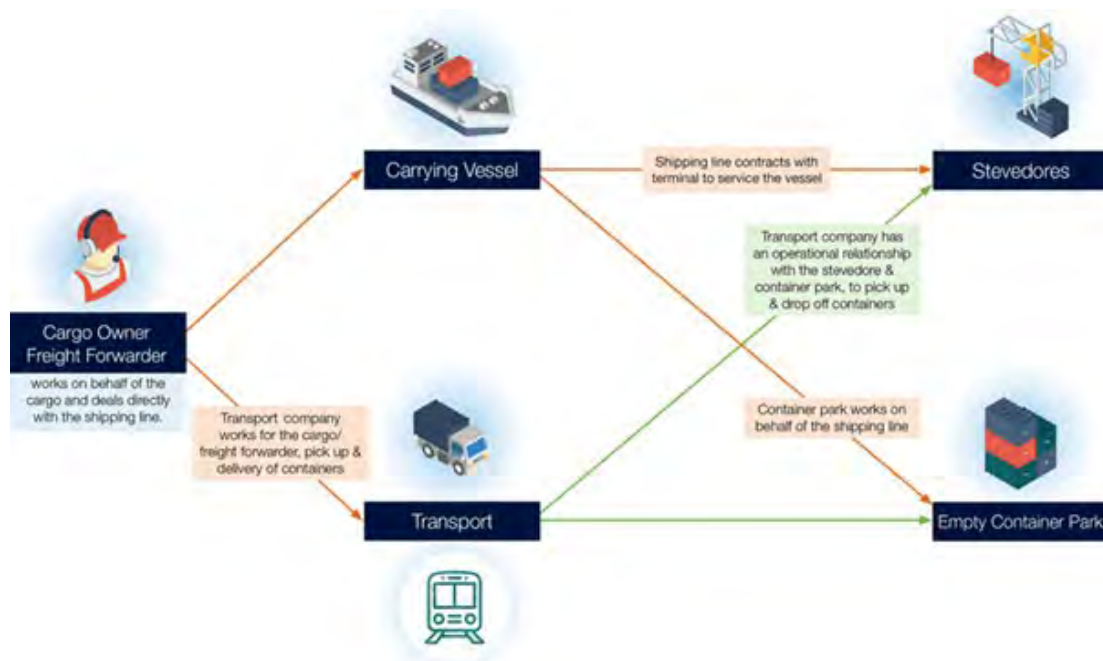 Carrying Vessel
Shipping line contracts with
terminal to service the vessel
Stevedores
Transport company has
an operational relationship
with the stevedore &
container park, to pick up
& drop off containers
Cargo Owner
Freight Forwarder
works on behalf of the
cargo and deals directly
with the shipping line.
Transport company
works for the cargo/
freight forwarder, pick up &
delivery of containers
Container park works on
behalf of the shipping line
Transport
Empty Container Park